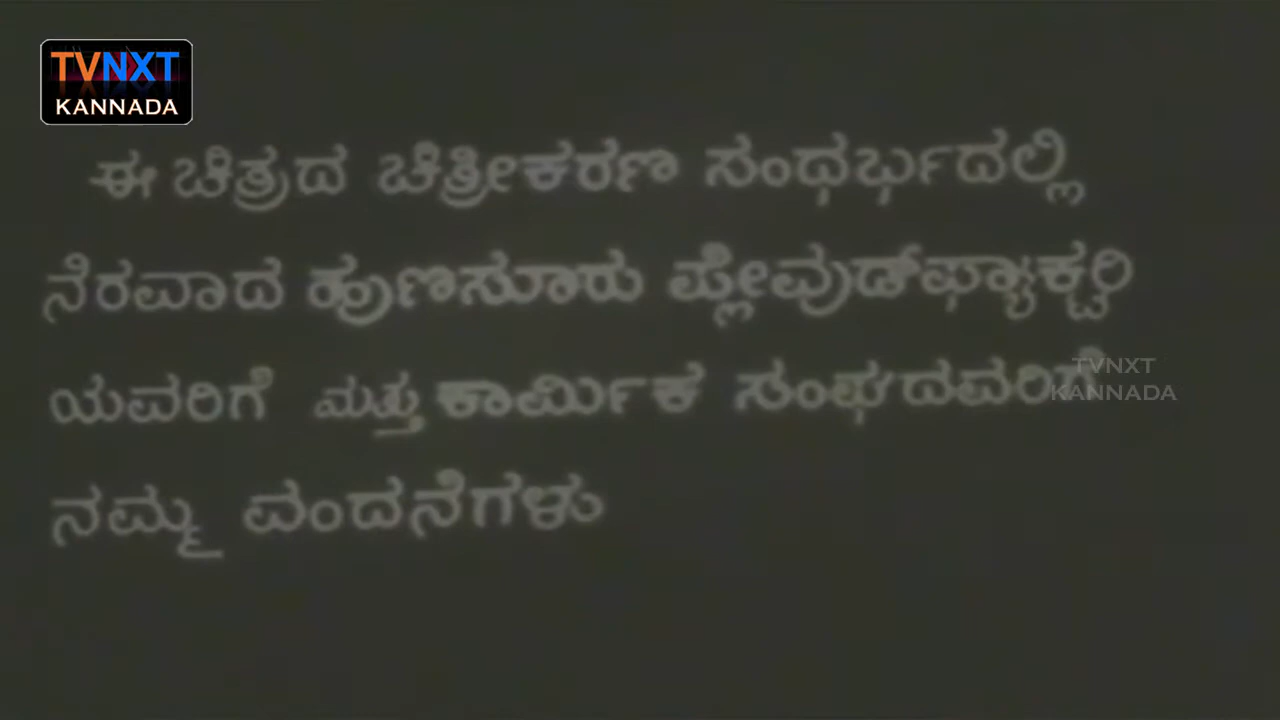 TVNXT
KANNADA
ಈ ಚಿತ್ರದ ಚಿತ್ರೀಕರಣ ಸಂಧರ್ಭದಲ್ಲಿ
ನೆರವಾದ ಹುಣಸೂರು ಪ್ಲೇವುಡ್‌ಫ್ಯಾಕ್ಟರಿ
ಯವರಿಗೆ ಮತ್ತು ಕಾರ್ಮಿಕ ಸಂಘದವರಿಗೆ
TVNXT
KANNADA
ನಮ್ಮ ವಂದನೆಗಳು